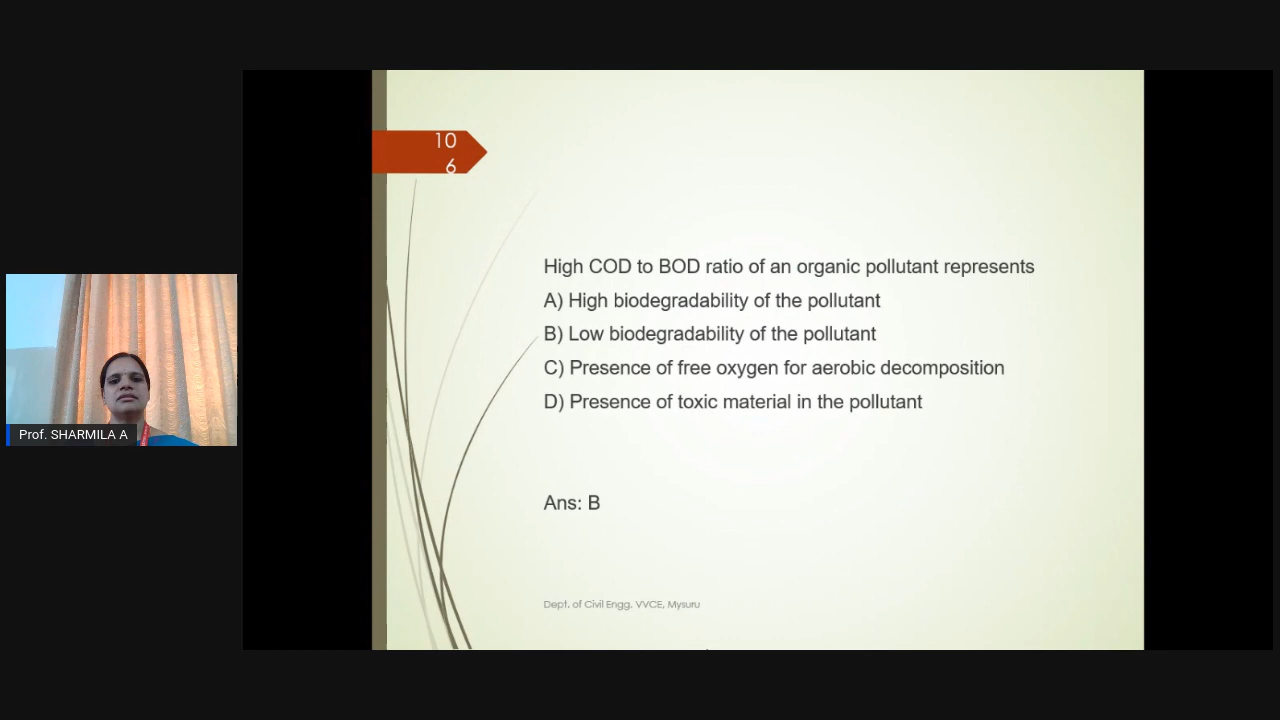 10
6
High COD to BOD ratio of an organic pollutant represents
A) High biodegradability of the pollutant
B) Low biodegradability of the pollutant
C) Presence of free oxygen for aerobic decomposition
D) Presence of toxic material in the pollutant
Ans: B
Dept. of Civil Engg. VVCE, Mysuru
Prof. SHARMILA A